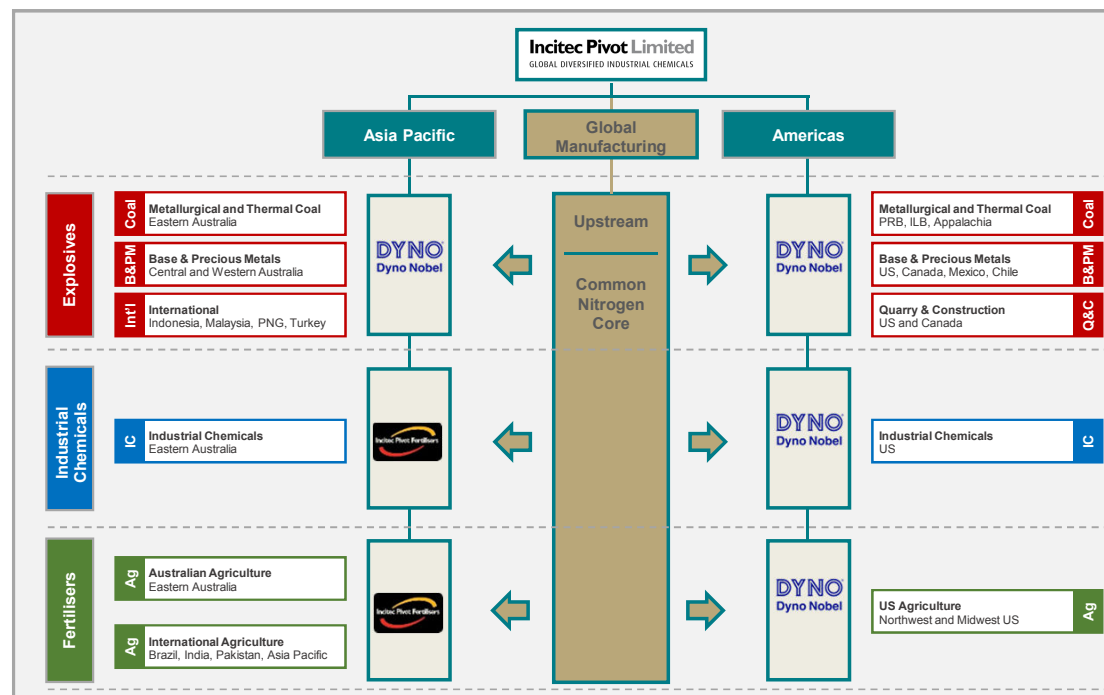 Incitec Pivot Limited
GLOBAL DIVERSIFIED INDUSTRIAL CHEMICALS
Asia Pacific
Global
Manufacturing
Americas
Explosives
Coal
Metallurgical and Thermal Coal
Eastern Australia
B&PM
Base & Precious Metals
Central and Western Australia
Int'l
International
Indonesia, Malaysia, PNG, Turkey
DYNO
Dyno Nobel
Upstream
Common
Nitrogen
Core
DYNO
Dyno Nobel
Metallurgical and Thermal Coal
PRB, ILB, Appalachia
Coal
Base & Precious Metals
US, Canada, Mexico, Chile
B&PM
Quarry & Construction
US and Canada
Q&C
Industrial
Chemicals
IC
Industrial Chemicals
Eastern Australia
Incitec Pivot Fertilisers
DYNO
Dyno Nobel
Industrial Chemicals
US
IC
Fertilisers
Ag
Australian Agriculture
Eastern Australia
Ag
International Agriculture
Brazil, India, Pakistan, Asia Pacific
Incitec Pivot Fertilisers
DYNO
Dyno Nobel
US Agriculture
Northwest and Midwest US
Ag